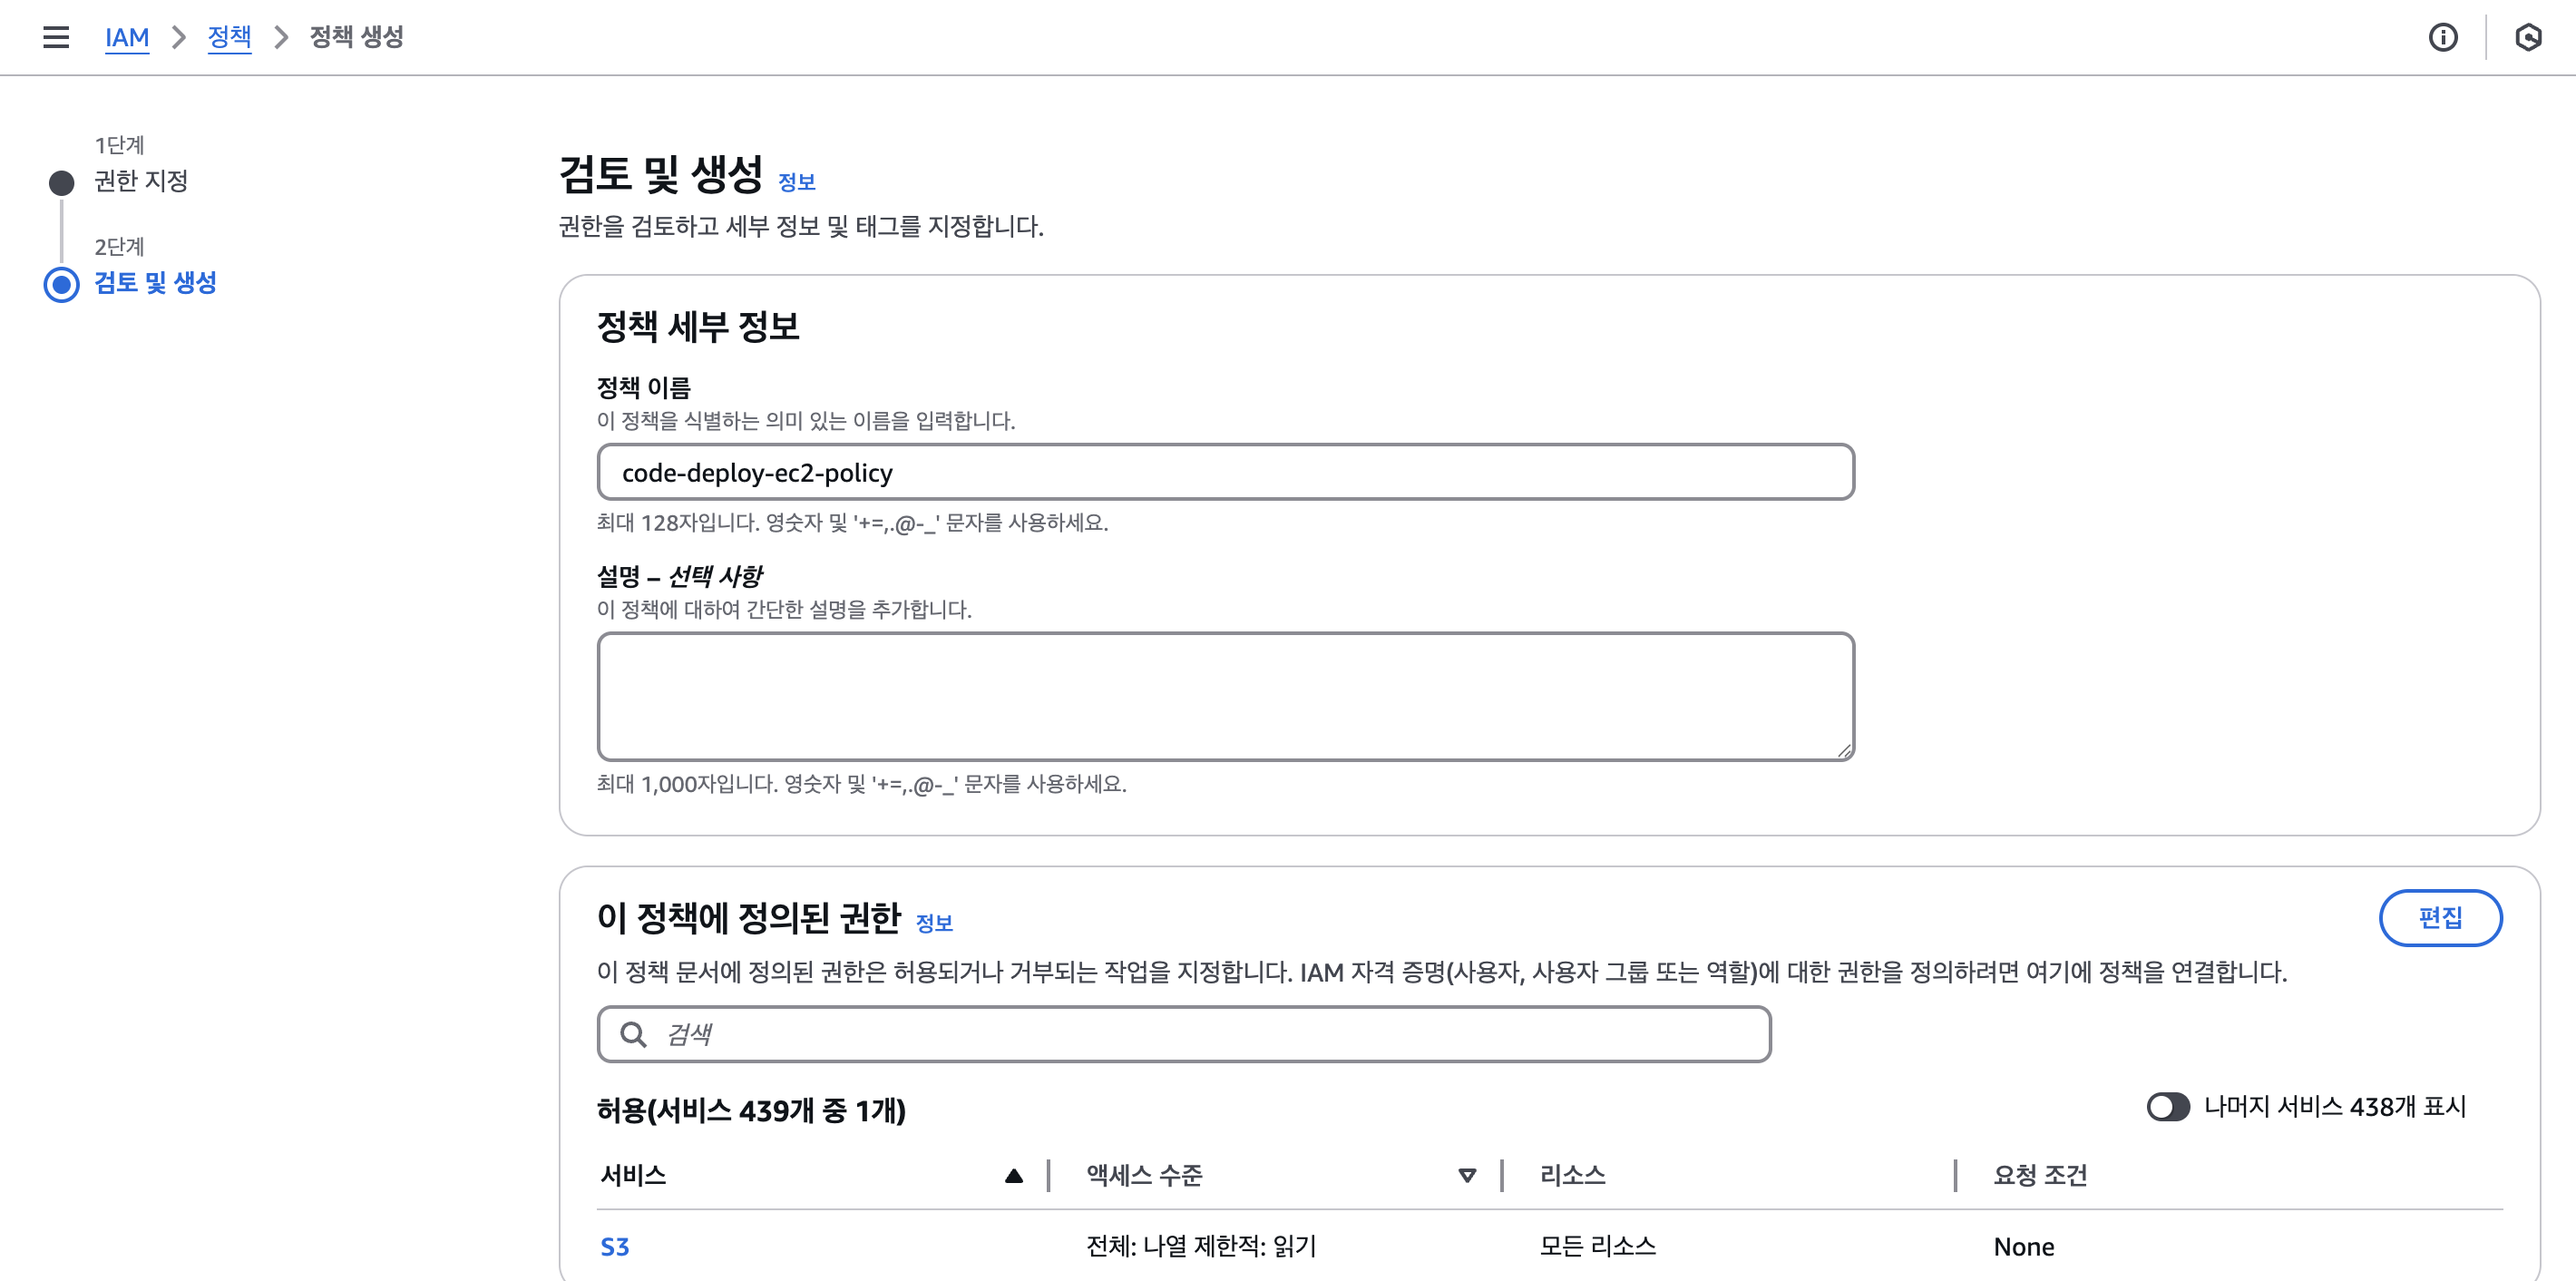 IAM > 정책 > 정책 생성
1단계
권한 지정
2단계
검토 및 생성
검토 및 생성 정보
권한을 검토하고 세부 정보 및 태그를 지정합니다.
정책 세부 정보
정책 이름
이 정책을 식별하는 의미 있는 이름을 입력합니다.
code-deploy-ec2-policy
최대 128자입니다. 영숫자 및 '+=,.@-_' 문자를 사용하세요.
설명 – 선택 사항
이 정책에 대하여 간단한 설명을 추가합니다.
최대 1,000자입니다. 영숫자 및 '+=,.@-_' 문자를 사용하세요.
이 정책에 정의된 권한 정보
편집
이 정책 문서에 정의된 권한은 허용되거나 거부되는 작업을 지정합니다. IAM 자격 증명(사용자, 사용자 그룹 또는 역할)에 대한 권한을 정의하려면 여기에 정책을 연결합니다.
검색
허용(서비스 439개 중 1개)
나머지 서비스 438개 표시
서비스 액세스 수준 리소스 요청 조건
S3 전체: 나열 제한적: 읽기 모든 리소스 None